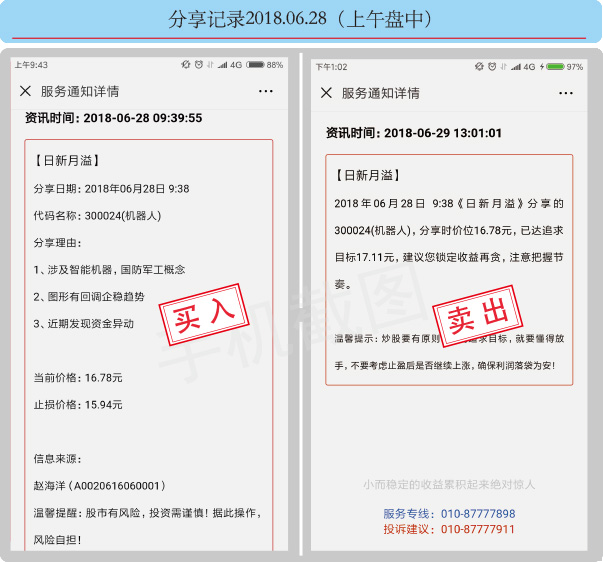 分享记录2018.06.28（上午盘中）
上午9:43
4G 88%
服务通知详情
资讯时间: 2018-06-28 09:39:55
【日新月溢】
分享日期: 2018年06月28日 9:38
代码名称: 300024(机器人)
分享理由:
1、涉及智能机器，国防军工概念
2、图形有回调企稳趋势
3、近期发现资金异动
买入
当前价格: 16.78元
止损价格: 15.94元
信息来源:
赵海洋（A0020616060001）
温馨提醒: 股市有风险, 投资需谨慎! 据此操作,
风险自担!
下午1:02
4G 97%
服务通知详情
资讯时间: 2018-06-29 13:01:01
【日新月溢】
2018年06月28日 9:38《日新月溢》分享的
300024(机器人), 分享时价位16.78元, 已达追求
目标17.11元, 建议您锁定收益再贪, 注意把握节
奏。
卖出
温馨提示: 炒股要有原则 求目标, 就要懂得放
手, 不要考虑止盈后是否继续上涨, 确保利润落袋为安!
小而稳定的收益累积起来绝对惊人
服务专线: 010-87777898
投诉建议: 010-87777911
手机截图